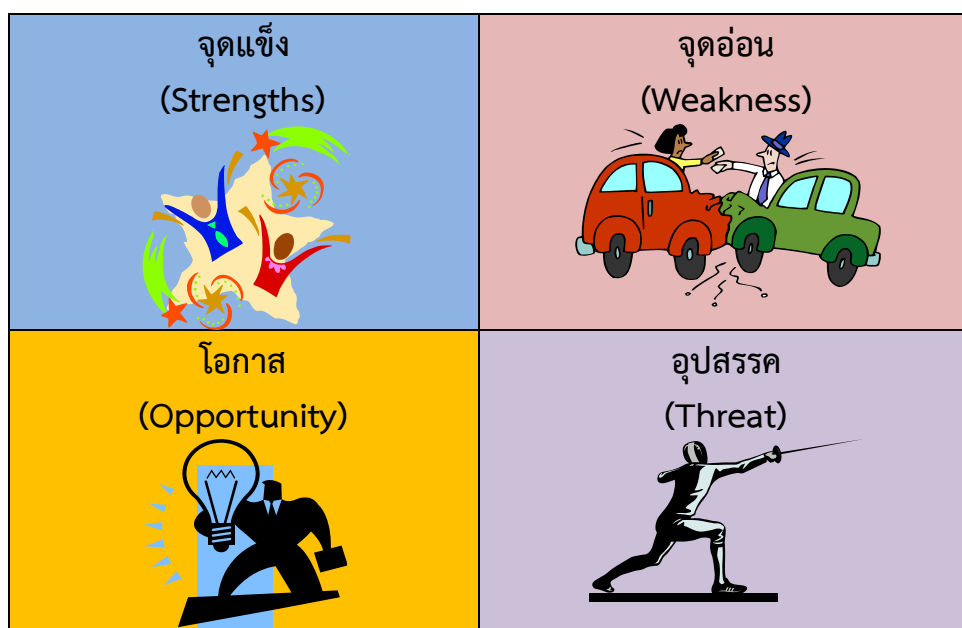 จุดแข็ง
(Strengths)
จุดอ่อน
(Weakness)
โอกาส
(Opportunity)
อุปสรรค
(Threat)